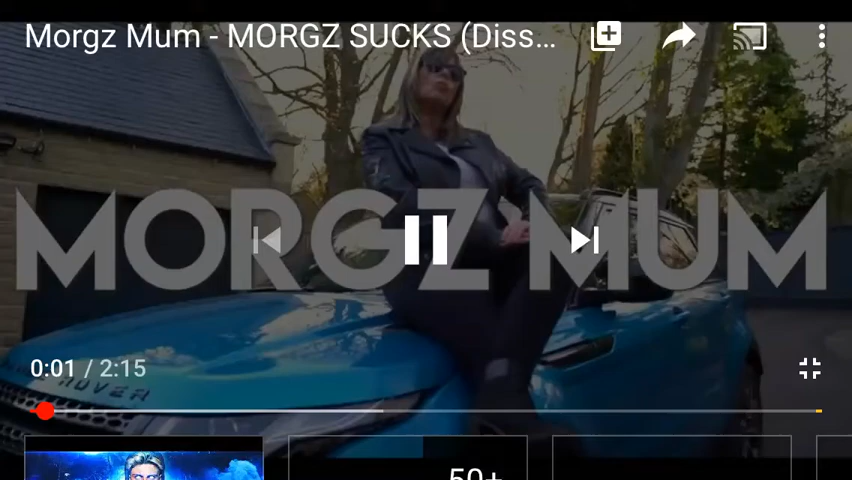 Morgz Mum - MORGZ SUCKS (Diss...
MORGZ MUM
0:01 / 2:15
ROVER
50+